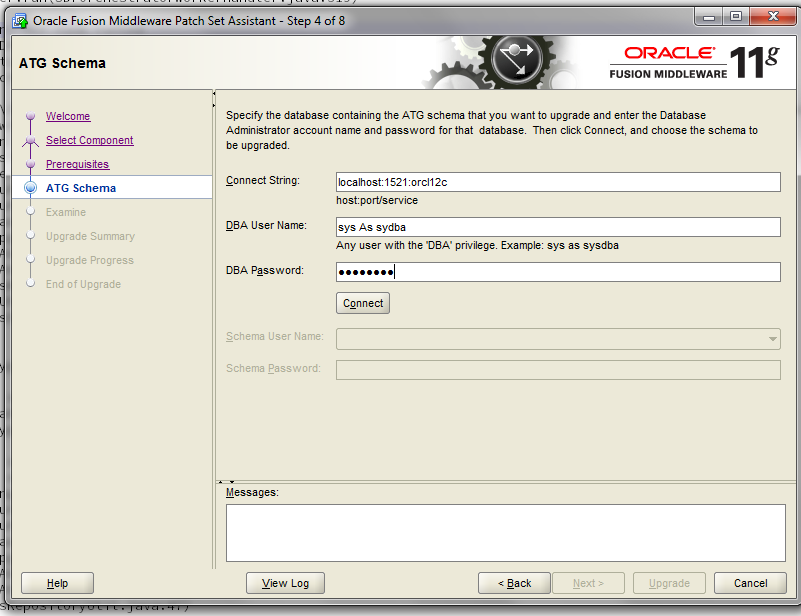 Oracle Fusion Middleware Patch Set Assistant - Step 4 of 8
ATG Schema
ORACLE
FUSION MIDDLEWARE 11g
Welcome
Select Component
Prerequisites
ATG Schema
Examine
Upgrade Summary
Upgrade Progress
End of Upgrade
Specify the database containing the ATG schema that you want to upgrade and enter the Database
Administrator account name and password for that database. Then click Connect, and choose the schema to
be upgraded.
Connect String: localhost:1521:orcl12c
host:port/service
DBA User Name: sys As sydba
Any user with the 'DBA' privilege. Example: sys as sysdba
DBA Password: ●●●●●●●●
Connect
Schema User Name:
Schema Password:
Messages:
Help View Log < Back Next > Upgrade Cancel